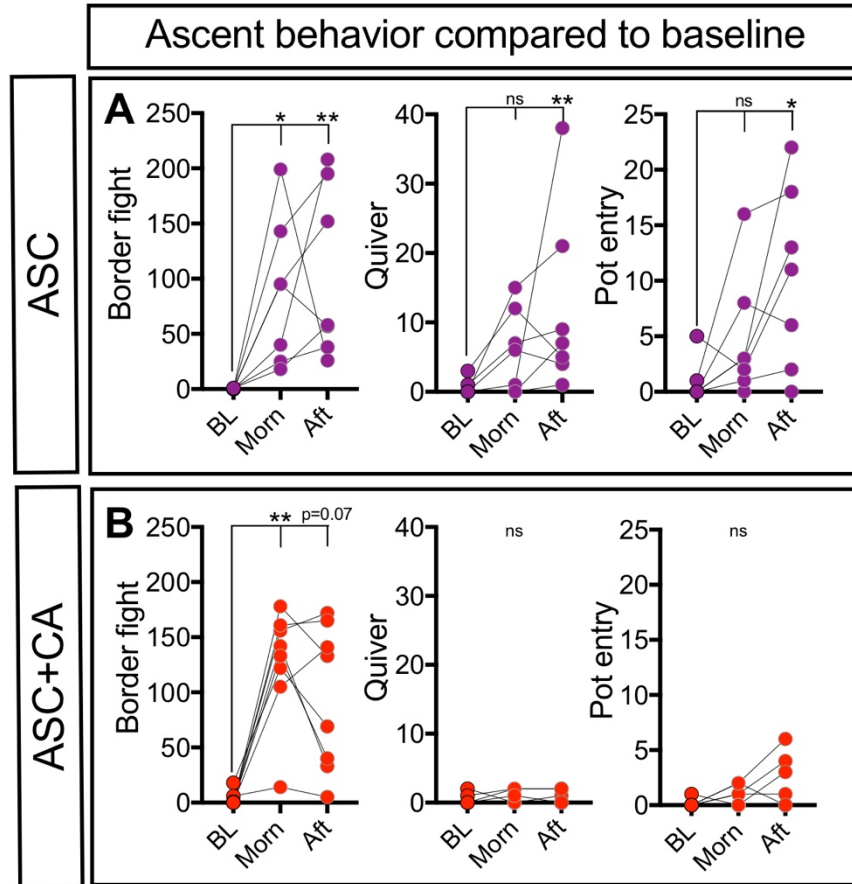 Ascent behavior compared to baseline
ASC
A
Border fight
250
200
150
100
50
0
* **
BL Morn Aft
Quiver
40
30
20
10
0
ns **
BL Morn Aft
Pot entry
25
20
15
10
5
0
ns *
BL Morn Aft
ASC+CA
B
Border fight
250
200
150
100
50
0
** p=0.07
BL Morn Aft
Quiver
40
30
20
10
0
ns
BL Morn Aft
Pot entry
25
20
15
10
5
0
ns
BL Morn Aft